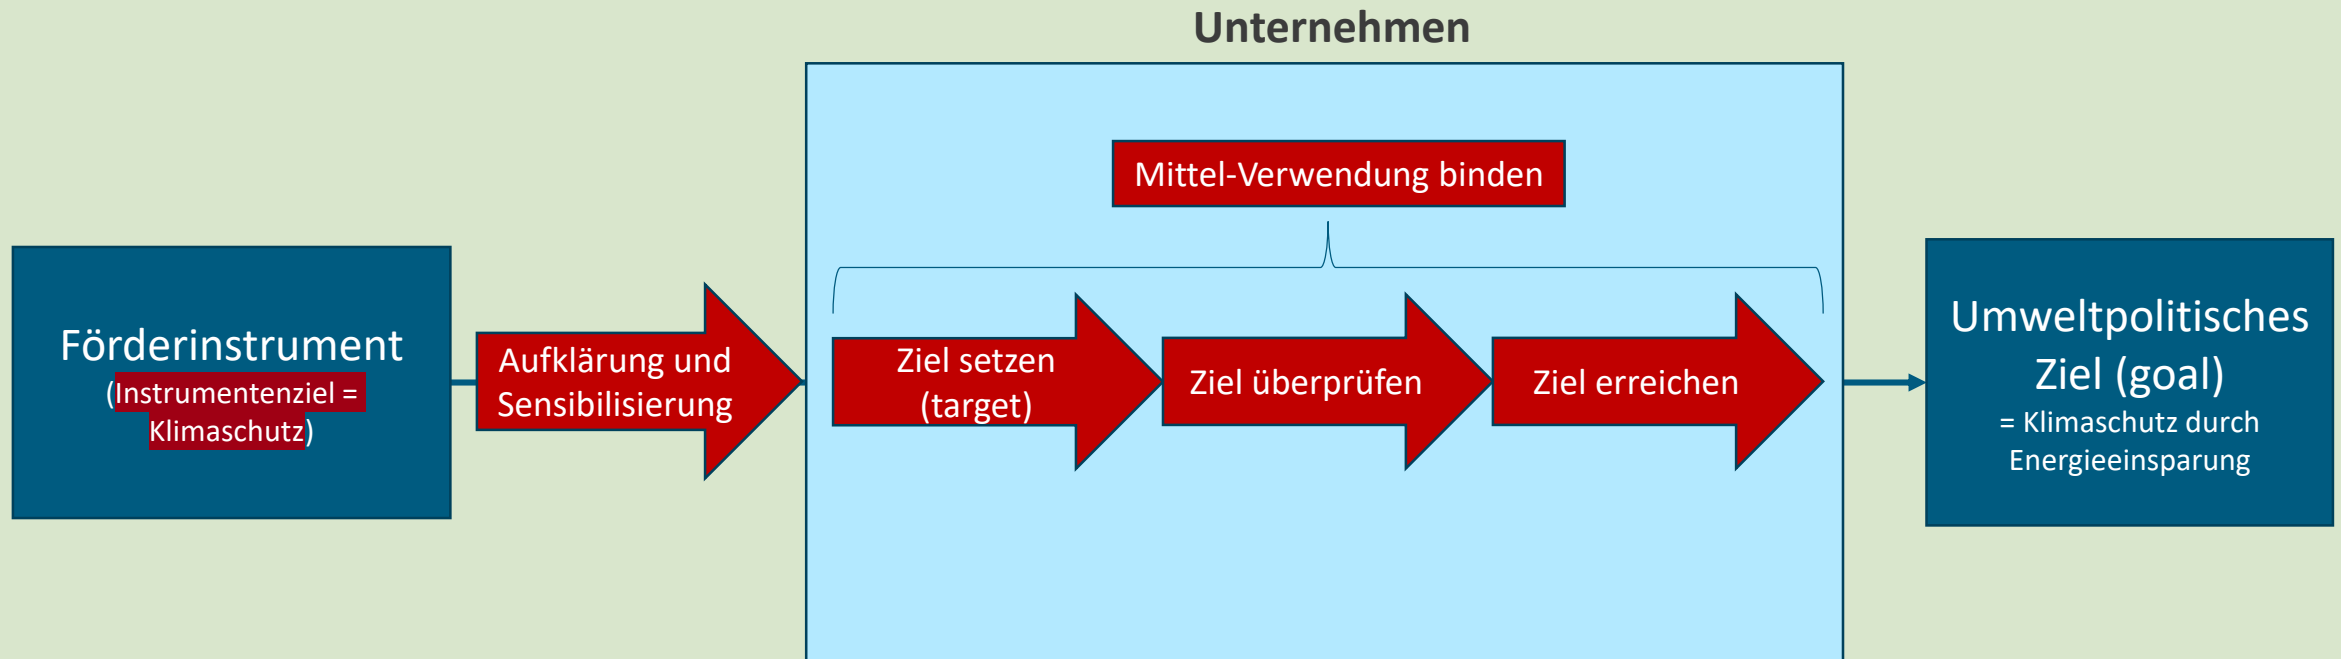 Unternehmen
Mittel-Verwendung binden
Förderinstrument
(Instrumentenziel =
Klimaschutz)
Aufklärung und
Sensibilisierung
Ziel setzen
(target)
Ziel überprüfen
Ziel erreichen
Umweltpolitisches
Ziel (goal)
= Klimaschutz durch
Energieeinsparung